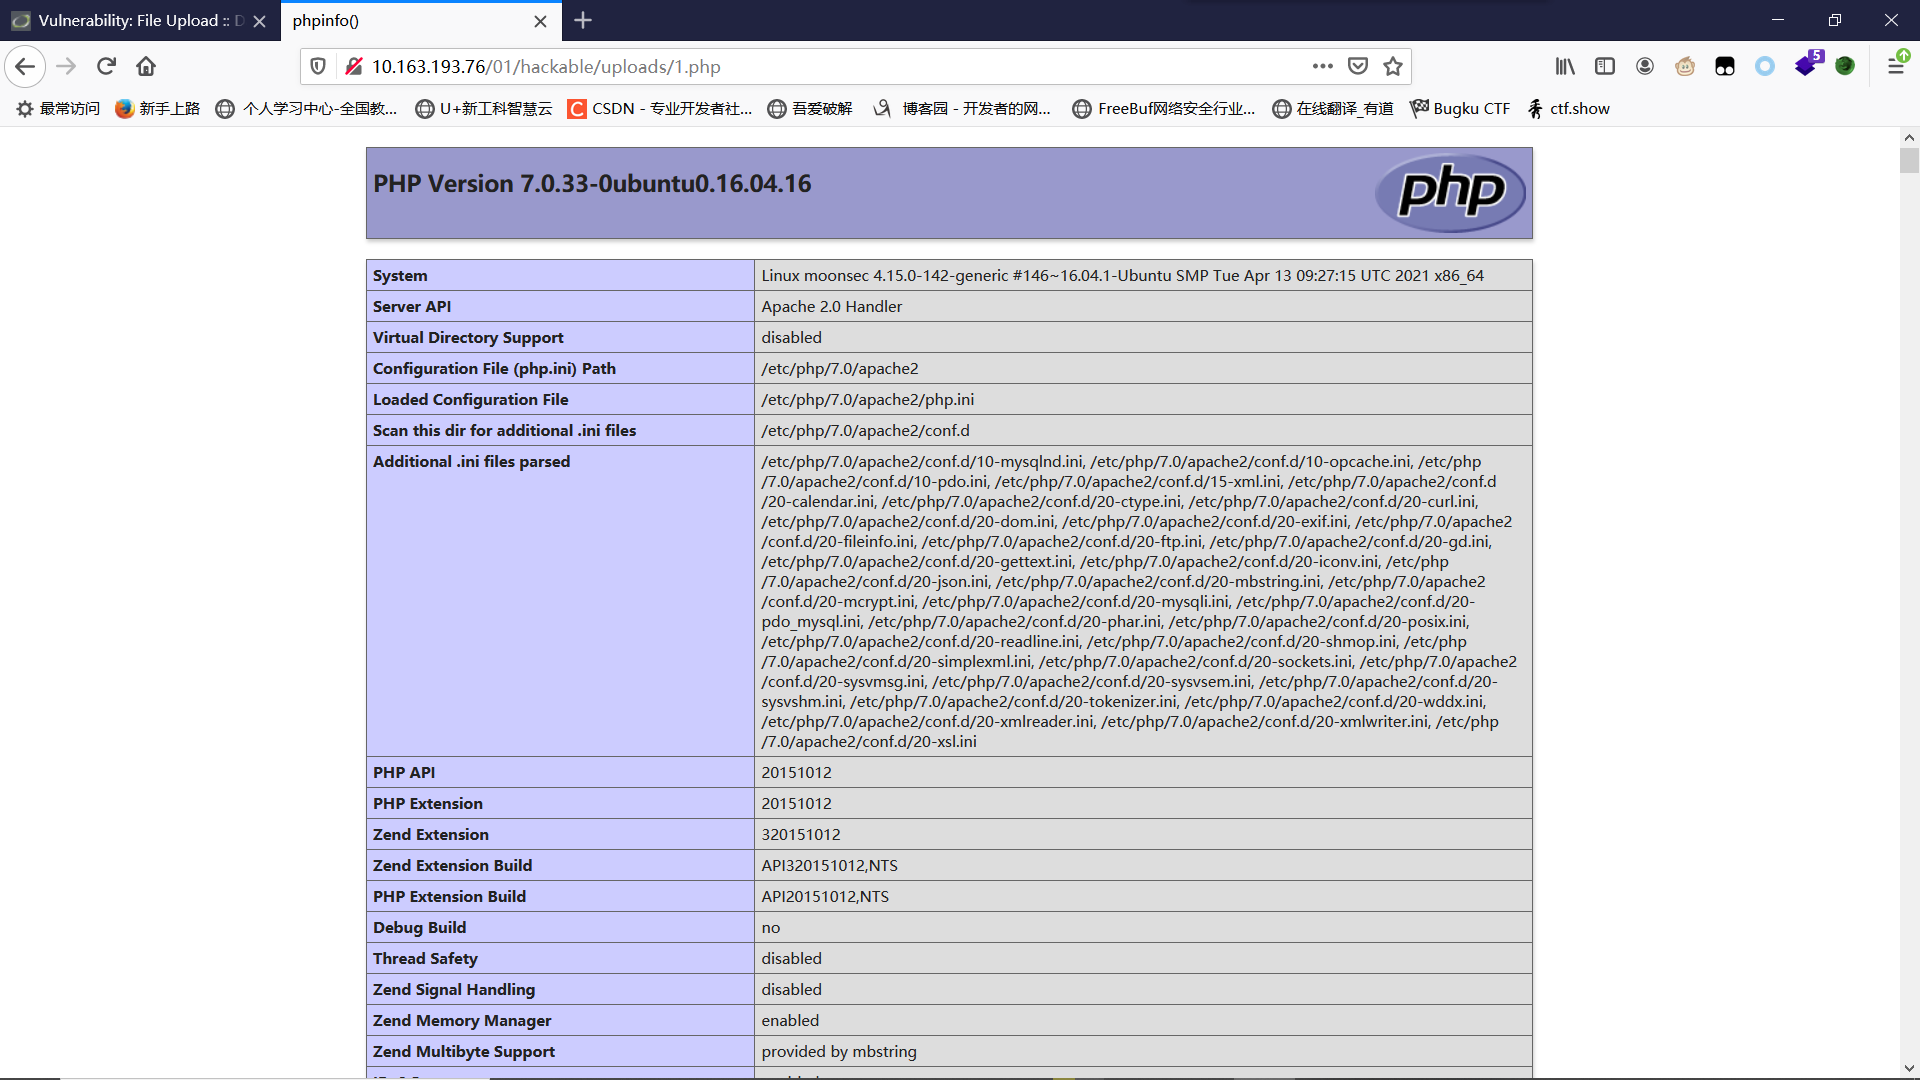 Vulnerability: File Upload :: D
phpinfo()
10.163.193.76/01/hackable/uploads/1.php
5
最常访问 新手上路 个人学习中心-全国教... U+新工科智慧云 CSDN - 专业开发者社... 吾爱破解 博客园 - 开发者的网... FreeBuf网络安全行业... 在线翻译_有道 Bugku CTF ctf.show
PHP Version 7.0.33-0ubuntu0.16.04.16
php
System Linux moonsec 4.15.0-142-generic #146~16.04.1-Ubuntu SMP Tue Apr 13 09:27:15 UTC 2021 x86_64
Server API Apache 2.0 Handler
Virtual Directory Support disabled
Configuration File (php.ini) Path /etc/php/7.0/apache2
Loaded Configuration File /etc/php/7.0/apache2/php.ini
Scan this dir for additional .ini files /etc/php/7.0/apache2/conf.d
Additional .ini files parsed /etc/php/7.0/apache2/conf.d/10-mysqlnd.ini, /etc/php/7.0/apache2/conf.d/10-opcache.ini, /etc/php
/7.0/apache2/conf.d/10-pdo.ini, /etc/php/7.0/apache2/conf.d/15-xml.ini, /etc/php/7.0/apache2/conf.d
/20-calendar.ini, /etc/php/7.0/apache2/conf.d/20-ctype.ini, /etc/php/7.0/apache2/conf.d/20-curl.ini,
/etc/php/7.0/apache2/conf.d/20-dom.ini, /etc/php/7.0/apache2/conf.d/20-exif.ini, /etc/php/7.0/apache2
/conf.d/20-fileinfo.ini, /etc/php/7.0/apache2/conf.d/20-ftp.ini, /etc/php/7.0/apache2/conf.d/20-gd.ini,
/etc/php/7.0/apache2/conf.d/20-gettext.ini, /etc/php/7.0/apache2/conf.d/20-iconv.ini, /etc/php
/7.0/apache2/conf.d/20-json.ini, /etc/php/7.0/apache2/conf.d/20-mbstring.ini, /etc/php/7.0/apache2
/conf.d/20-mcrypt.ini, /etc/php/7.0/apache2/conf.d/20-mysqli.ini, /etc/php/7.0/apache2/conf.d/20-
pdo_mysql.ini, /etc/php/7.0/apache2/conf.d/20-phar.ini, /etc/php/7.0/apache2/conf.d/20-posix.ini,
/etc/php/7.0/apache2/conf.d/20-readline.ini, /etc/php/7.0/apache2/conf.d/20-shmop.ini, /etc/php
/7.0/apache2/conf.d/20-simplexml.ini, /etc/php/7.0/apache2/conf.d/20-sockets.ini, /etc/php/7.0/apache2
/conf.d/20-sysvmsg.ini, /etc/php/7.0/apache2/conf.d/20-sysvsem.ini, /etc/php/7.0/apache2/conf.d/20-
sysvshm.ini, /etc/php/7.0/apache2/conf.d/20-tokenizer.ini, /etc/php/7.0/apache2/conf.d/20-wddx.ini,
/etc/php/7.0/apache2/conf.d/20-xmlreader.ini, /etc/php/7.0/apache2/conf.d/20-xmlwriter.ini, /etc/php
/7.0/apache2/conf.d/20-xsl.ini
PHP API 20151012
PHP Extension 20151012
Zend Extension 320151012
Zend Extension Build API320151012,NTS
PHP Extension Build API20151012,NTS
Debug Build no
Thread Safety disabled
Zend Signal Handling disabled
Zend Memory Manager enabled
Zend Multibyte Support provided by mbstring